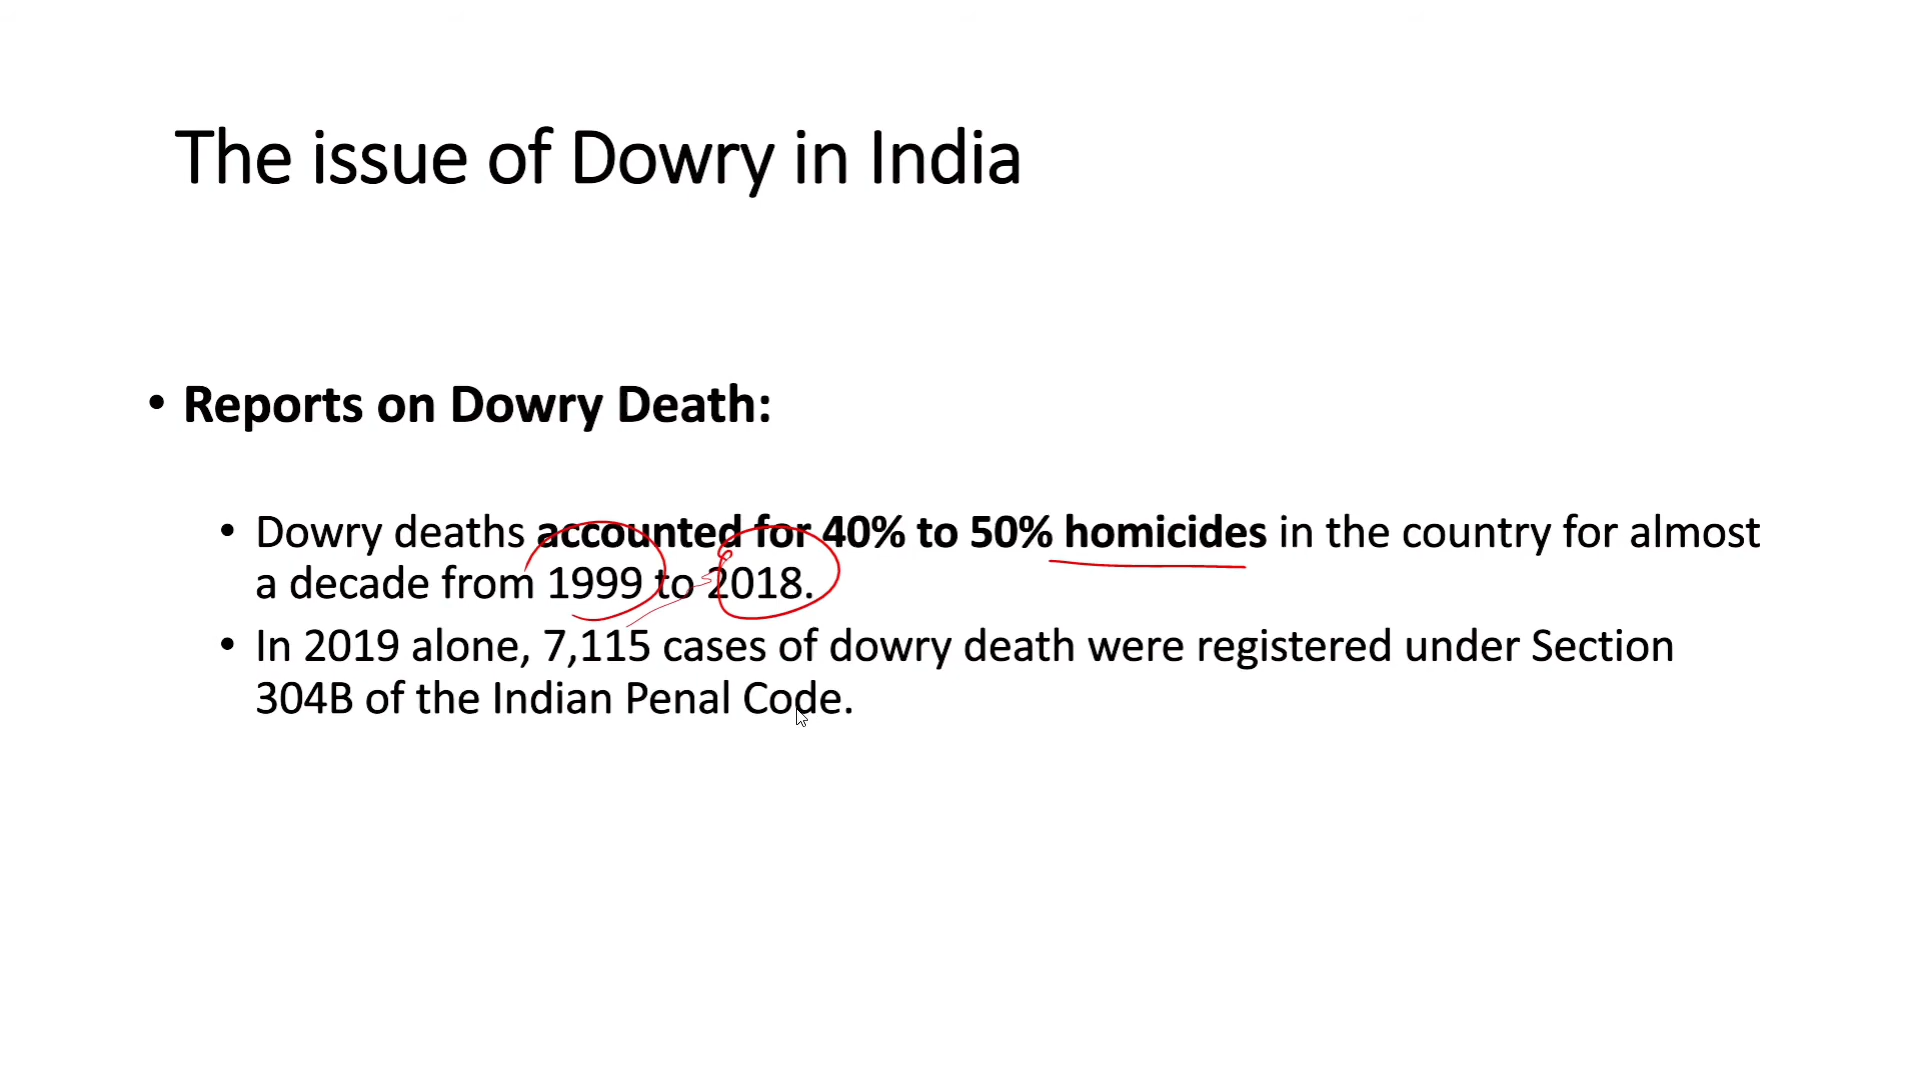 The issue of Dowry in India
• Reports on Dowry Death:
• Dowry deaths accounted for 40% to 50% homicides in the country for almost
a decade from 1999 to 2018.
• In 2019 alone, 7,115 cases of dowry death were registered under Section
304B of the Indian Penal Code.